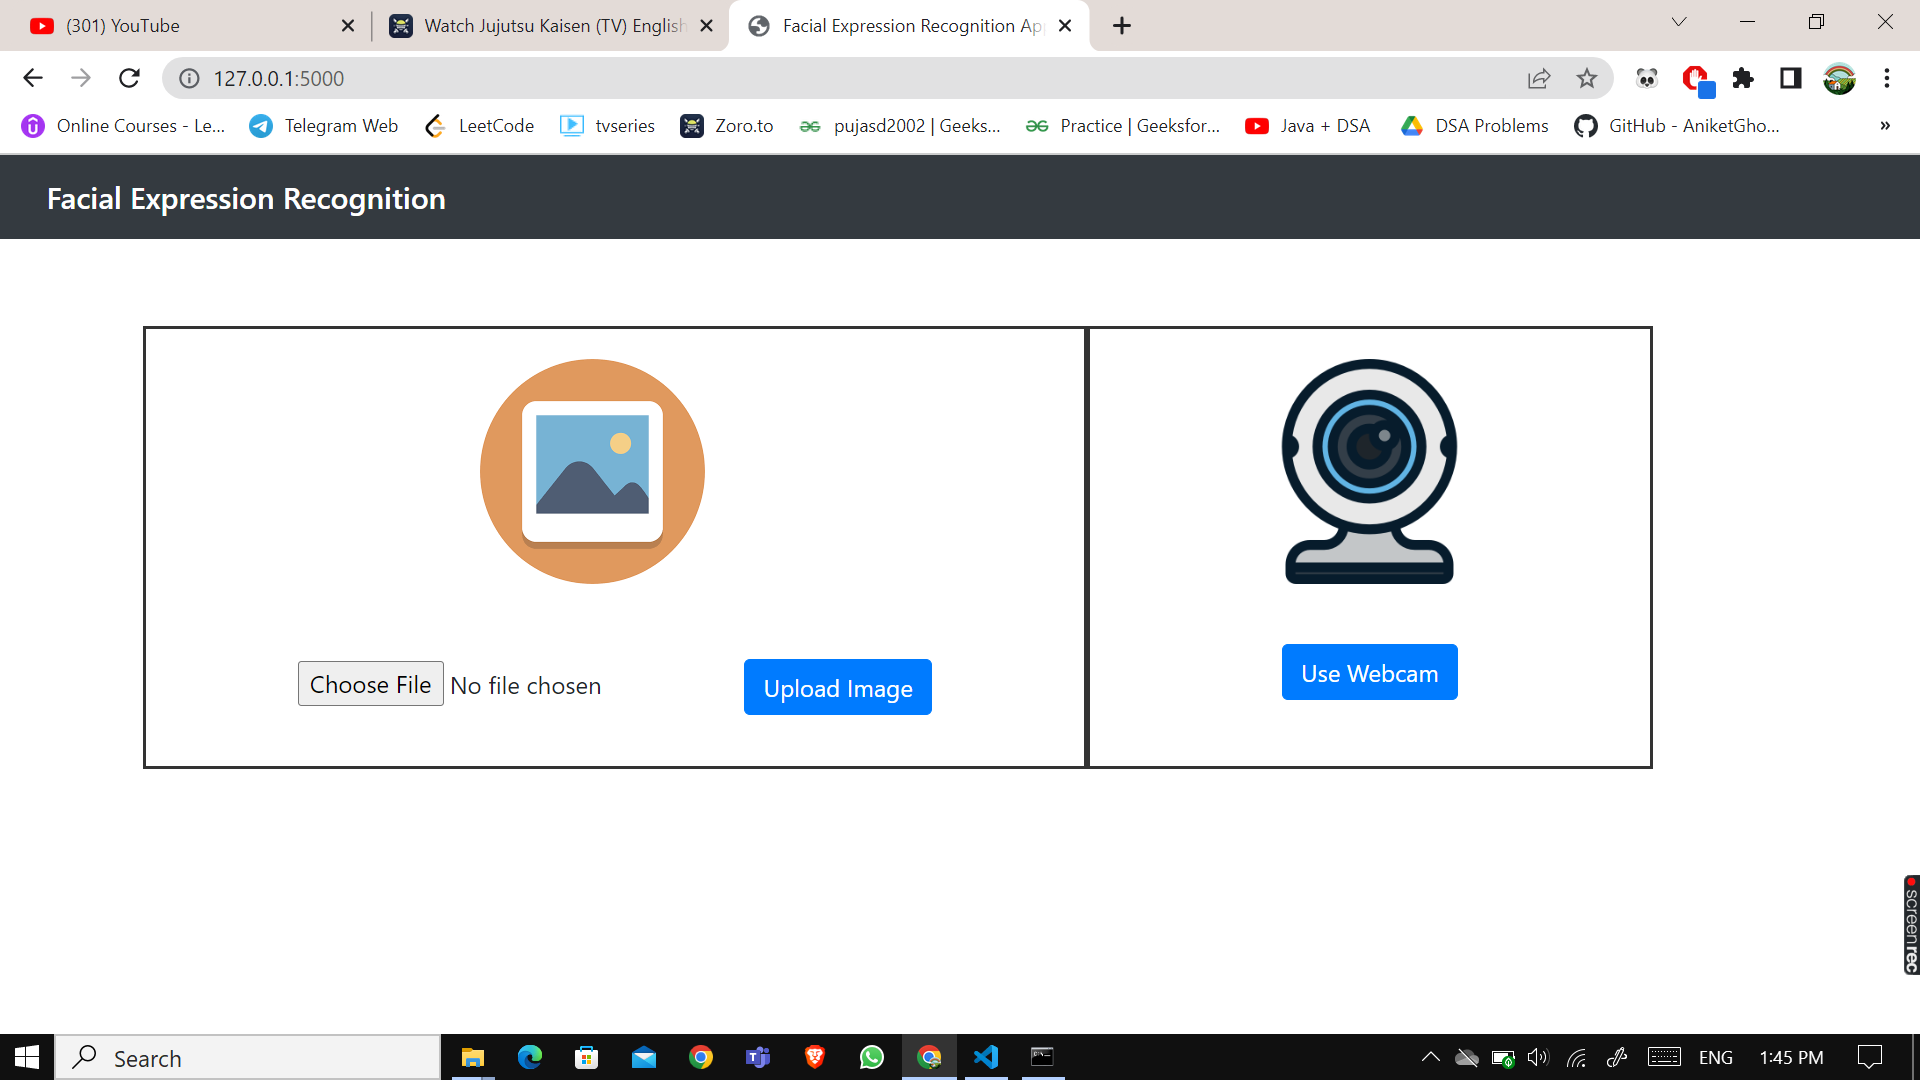 (301) YouTube
Watch Jujutsu Kaisen (TV) English
Facial Expression Recognition Ap
127.0.0.1:5000
Online Courses - Le...
Telegram Web
LeetCode
tvseries
Zoro.to
pujasd2002 | Geeks...
Practice | Geeksfor...
Java + DSA
DSA Problems
GitHub - AniketGho...
»
Facial Expression Recognition
Choose File No file chosen
Upload Image
Use Webcam
screenrec
Search
ENG
1:45 PM